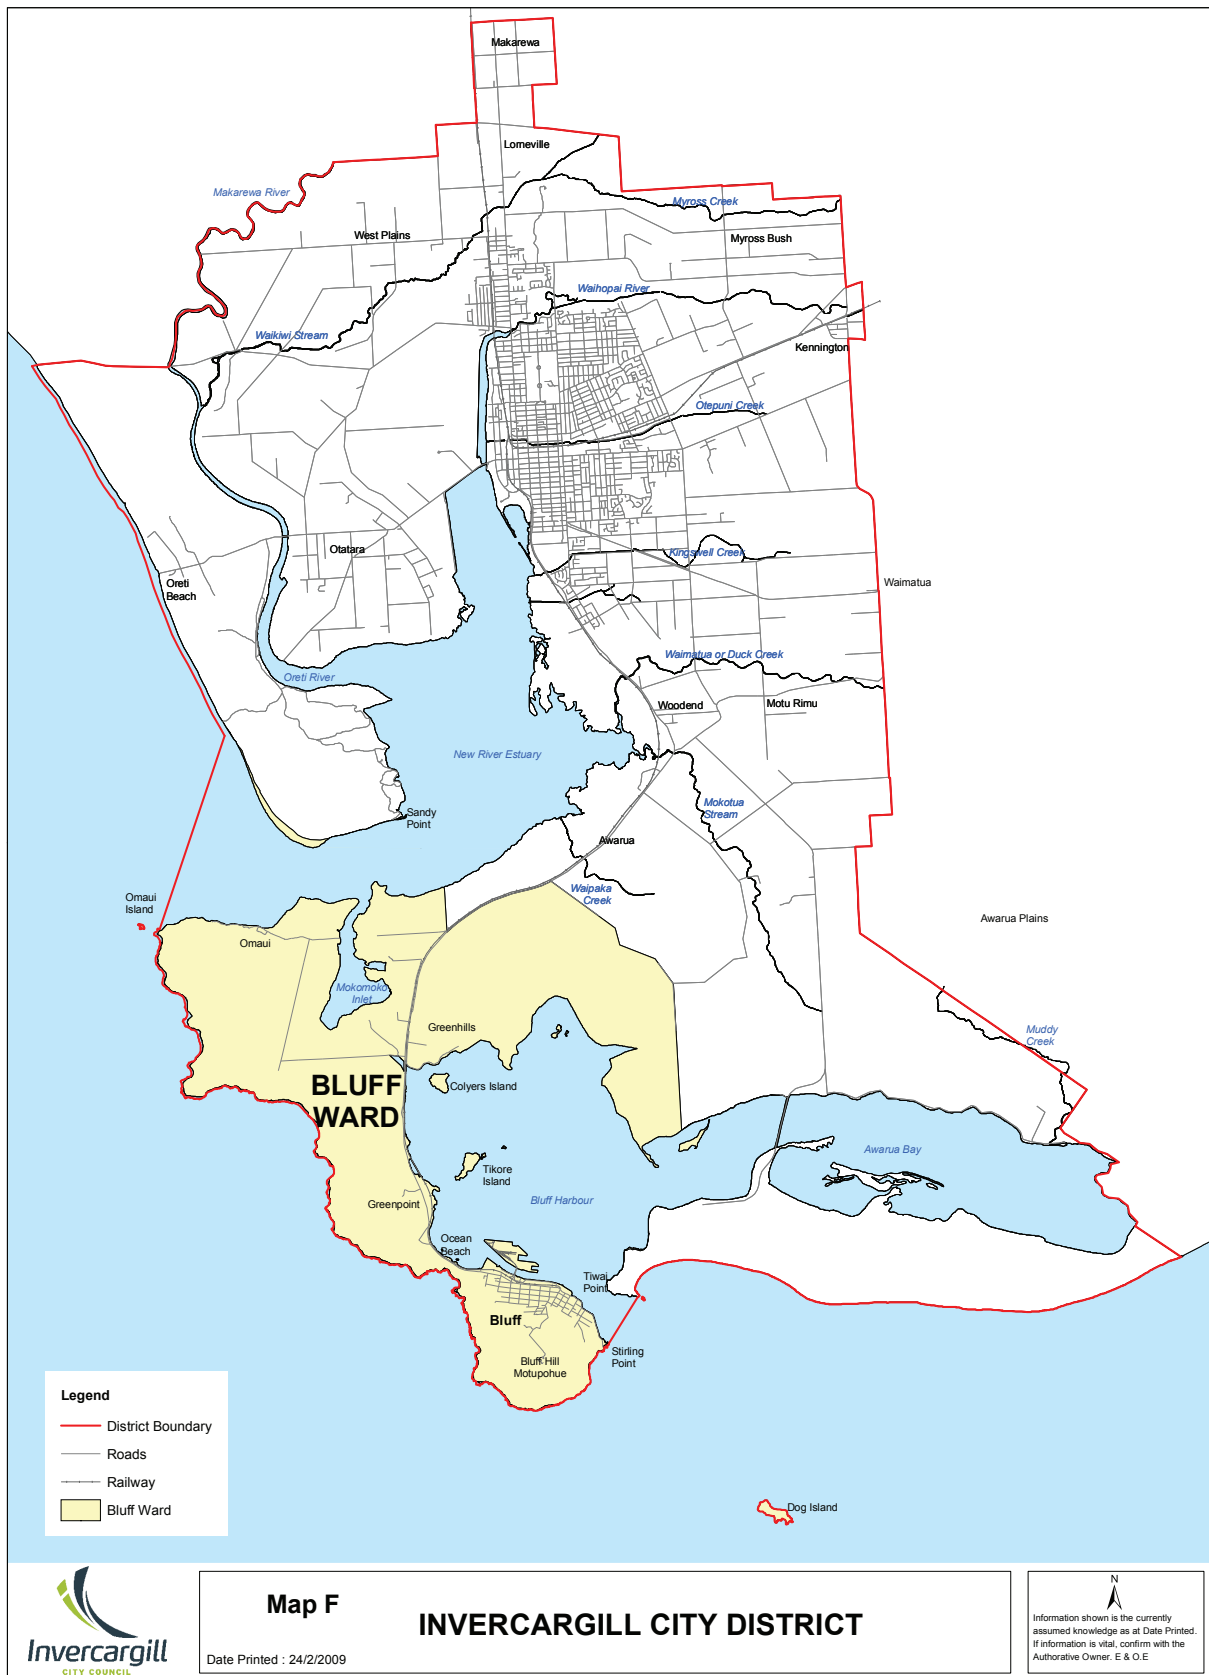 Makarewa
Lorneville
Makarewa River
Myross Creek
West Plains
Myross Bush
Waihopai River
Waikiwi Stream
Kennington
Otepuni Creek
Otatara
Kingswell Creek
Oreti
Beach
Waimatua
Waimatua or Duck Creek
Oreti River
Woodend
Motu Rimu
New River Estuary
Mokotua
Stream
Sandy
Point
Awarua
Waipaka
Creek
Omaui
Island
Awarua Plains
Omaui
Mokomoko
Inlet
Greenhills
Muddy
Creek
BLUFF
WARD
Colyers Island
Awarua Bay
Tikore
Island
Bluff Harbour
Greenpoint
Ocean
Beach
Tiwai
Point
Bluff
Stirling
Point
Bluff Hill
Motupohue
Legend
District Boundary
Roads
Railway
Bluff Ward
Dog Island
Invercargill
CITY COUNCIL
Map F
INVERCARGILL CITY DISTRICT
Date Printed : 24/2/2009
N
Information shown is the currently
assumed knowledge as at Date Printed.
If information is vital, confirm with the
Authorative Owner. E & O.E